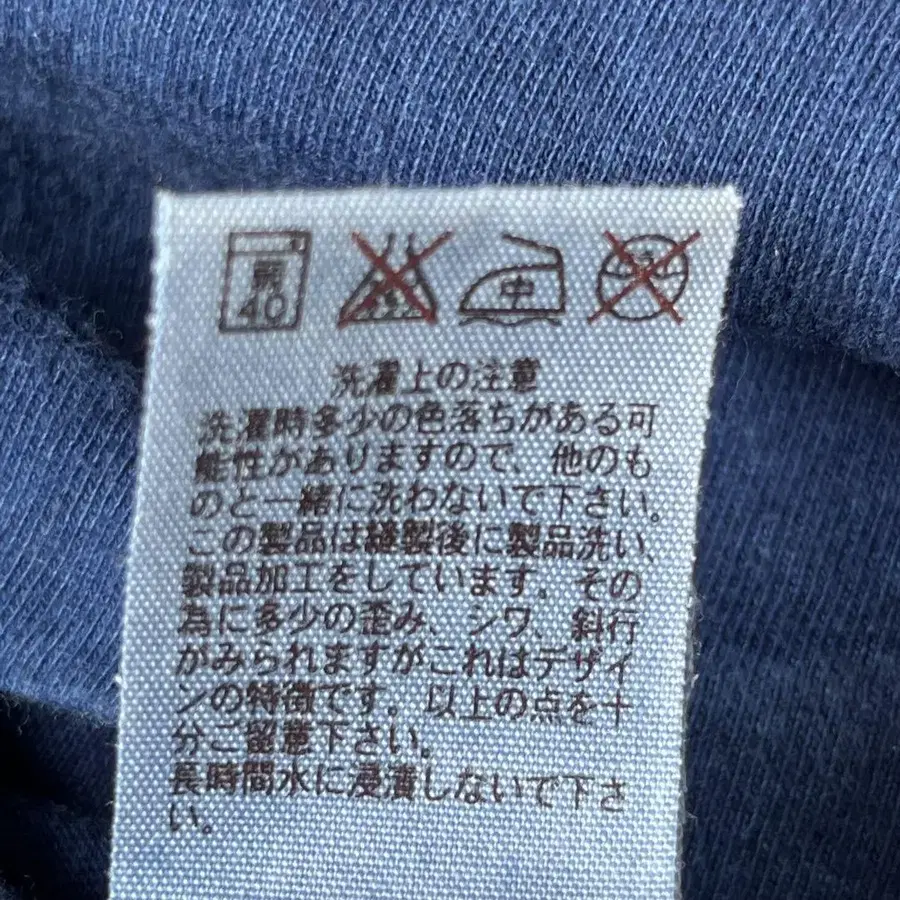 40 中
洗濯上の注意
洗濯時多少の色落ちがある可
能性がありますので、他のも
のと一緒に洗わないで下さい。
この製品は縫製後に製品洗い、
製品加工をしています。その
為に多少の歪み、シワ、斜行
がみられますがこれはデザイ
ンの特徴です。以上の点を十
分ご留意下さい。
長時間水に浸漬しないで下さ
い。